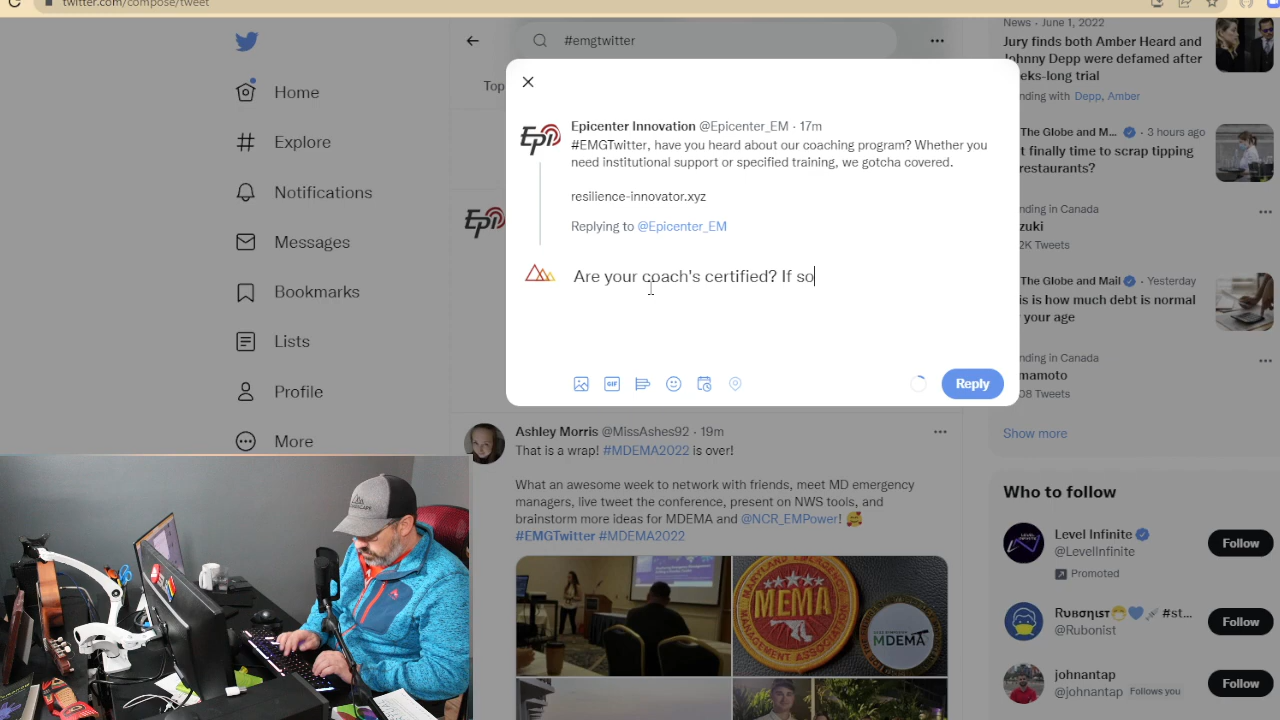 twitter.com/compose/tweet
#emgtwitter
Home
Explore
Notifications
Messages
Bookmarks
Lists
Profile
More
Top
Epicenter Innovation @Epicenter_EM · 17m
#EMGTwitter, have you heard about our coaching program? Whether you
need institutional support or specified training, we gotcha covered.
resilience-innovator.xyz
Replying to @Epicenter_EM
Are your coach's certified? If so
GIF
Reply
Epi
Epi
Ashley Morris @MissAshes92 · 19m
That is a wrap! #MDEMA2022 is over!
What an awesome week to network with friends, meet MD emergency
managers, live tweet the conference, present on NWS tools, and
brainstorm more ideas for MDEMA and @NCR_EMPower! 🥰
#EMGTwitter #MDEMA2022
MEMA
MDEMA
News · June 1, 2022
Jury finds both Amber Heard and
Johnny Depp were defamed after
eks-long trial
nding with Depp, Amber
The Globe and M... · 3 hours ago
t finally time to scrap tipping
restaurants?
nding in Canada
zuki
2K Tweets
The Globe and Mail · Yesterday
is is how much debt is normal
your age
nding in Canada
mamoto
08 Tweets
Show more
Who to follow
Level Infinite
@LevelInfinite
Promoted
Follow
Rᴜʙσɳιsт😷💙💉 #st...
@Rubonist
Follow
johnantap
@johnantap Follows you
Follow